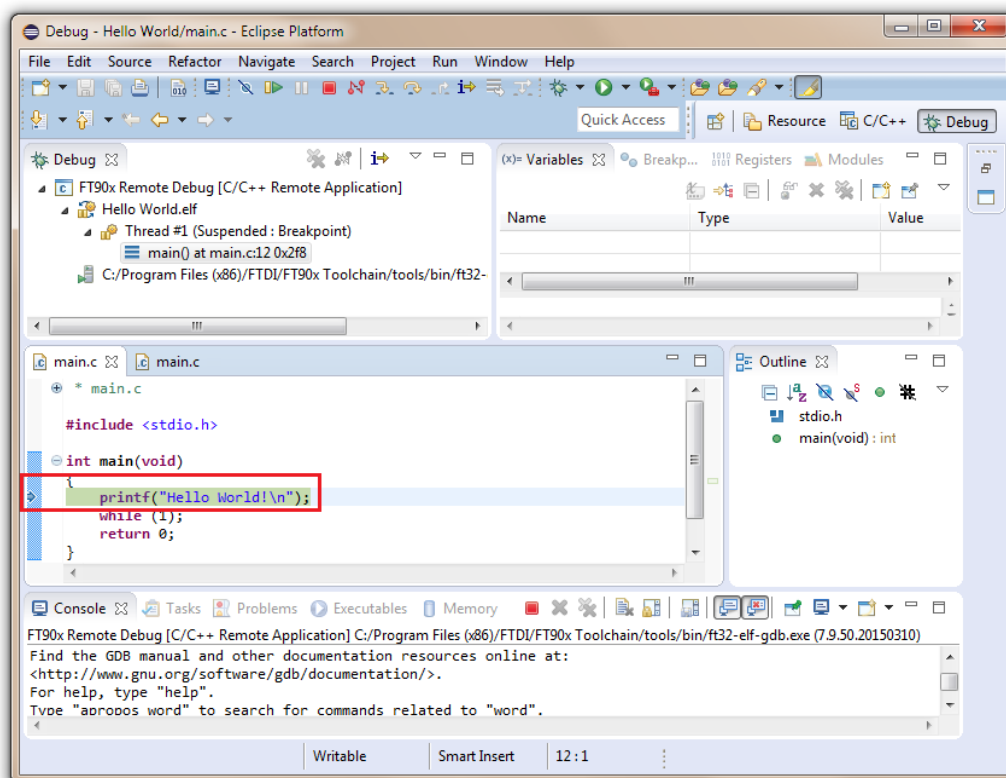 Debug - Hello World/main.c - Eclipse Platform
File Edit Source Refactor Navigate Search Project Run Window Help
Quick Access
Resource C/C++ Debug
Debug
FT90x Remote Debug [C/C++ Remote Application]
Hello World.elf
Thread #1 (Suspended : Breakpoint)
main() at main.c:12 0x2f8
C:/Program Files (x86)/FTDI/FT90x Toolchain/tools/bin/ft32-
(x)= Variables Breakp... Registers Modules
Name Type Value
main.c main.c
* main.c
#include <stdio.h>
int main(void)
{
printf("Hello World!\n");
while (1);
return 0;
}
Outline
stdio.h
main(void) : int
Console Tasks Problems Executables Memory
FT90x Remote Debug [C/C++ Remote Application] C:/Program Files (x86)/FTDI/FT90x Toolchain/tools/bin/ft32-elf-gdb.exe (7.9.50.20150310)
Find the GDB manual and other documentation resources online at:
<http://www.gnu.org/software/gdb/documentation/>.
For help, type "help".
Type "apropos word" to search for commands related to "word".
Writable Smart Insert 12:1